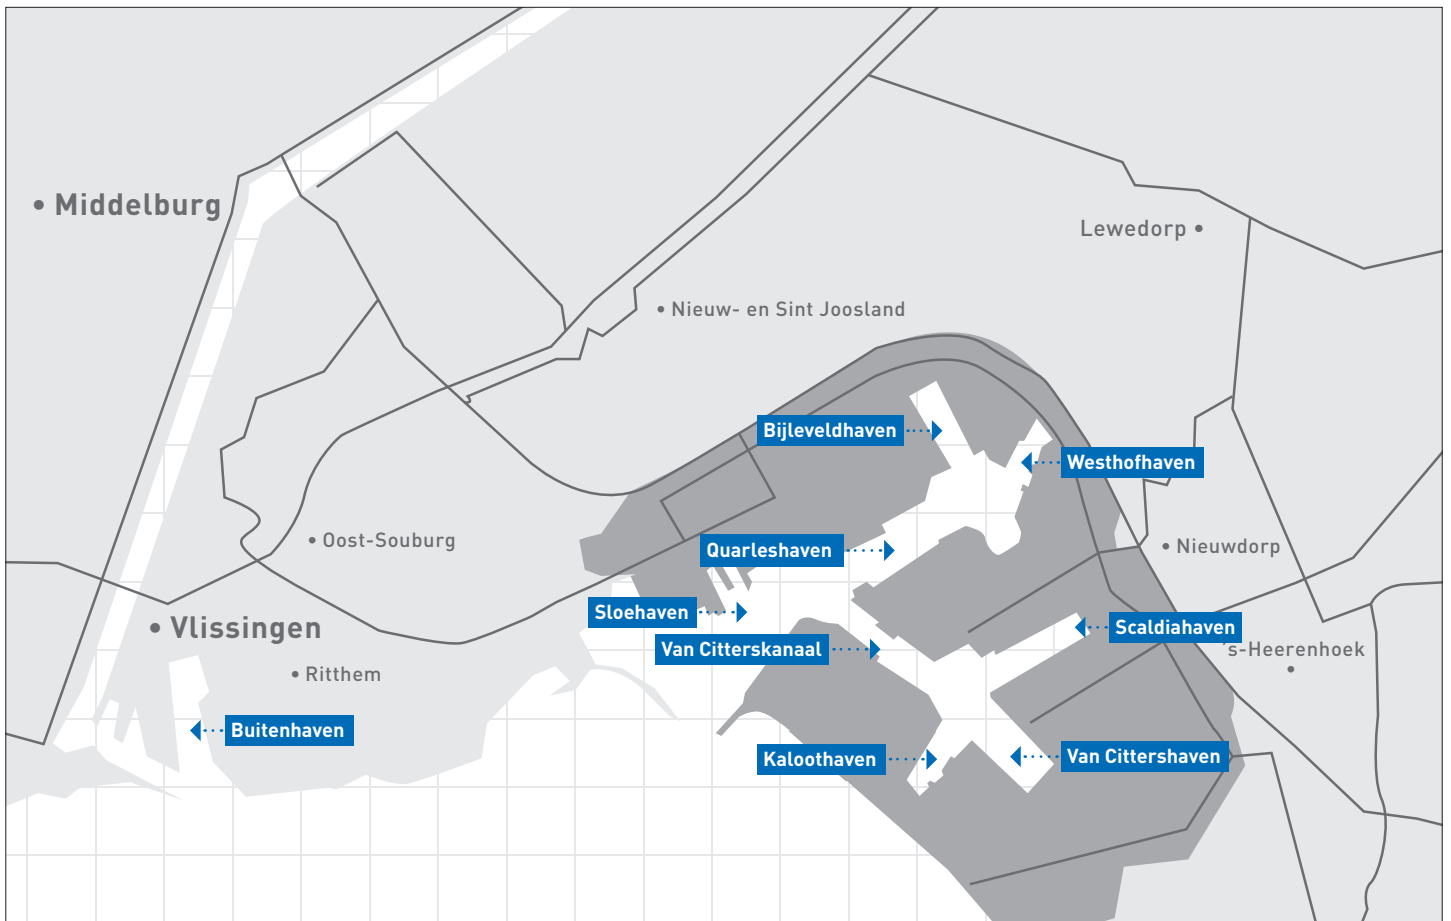 Middelburg
Lewedorp
Nieuw- en Sint Joosland
Bijleveldhaven
Westhofhaven
Oost-Souburg
Quarleshaven
Nieuwdorp
Sloehaven
Vlissingen
Scaldiahaven
Van Citterskanaal
's-Heerenhoek
Ritthem
Buitenhaven
Kaloothaven
Van Cittershaven